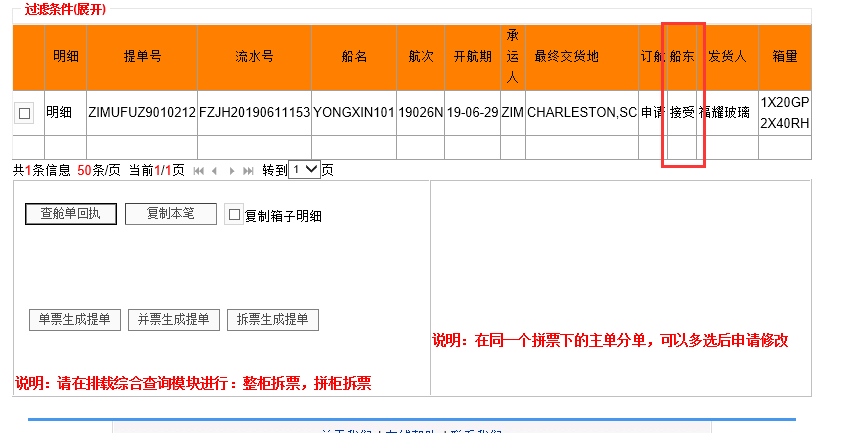 过滤条件(展开)
明细 提单号 流水号 船名 航次 开航期 承运人 最终交货地 订舱 船东 发货人 箱量
明细 ZIMUFUZ9010212 FZJH20190611153 YONGXIN101 19026N 19-06-29 ZIM CHARLESTON,SC 申请 接受 福耀玻璃 1X20GP
2X40RH
共1条信息 50条/页 当前1/1页 转到 1 页
查舱单回执 复制本笔 复制箱子明细
单票生成提单 并票生成提单 拆票生成提单
说明：在同一个拼票下的主单分单，可以多选后申请修改
说明：请在排载综合查询模块进行：整柜拆票，拼柜拆票